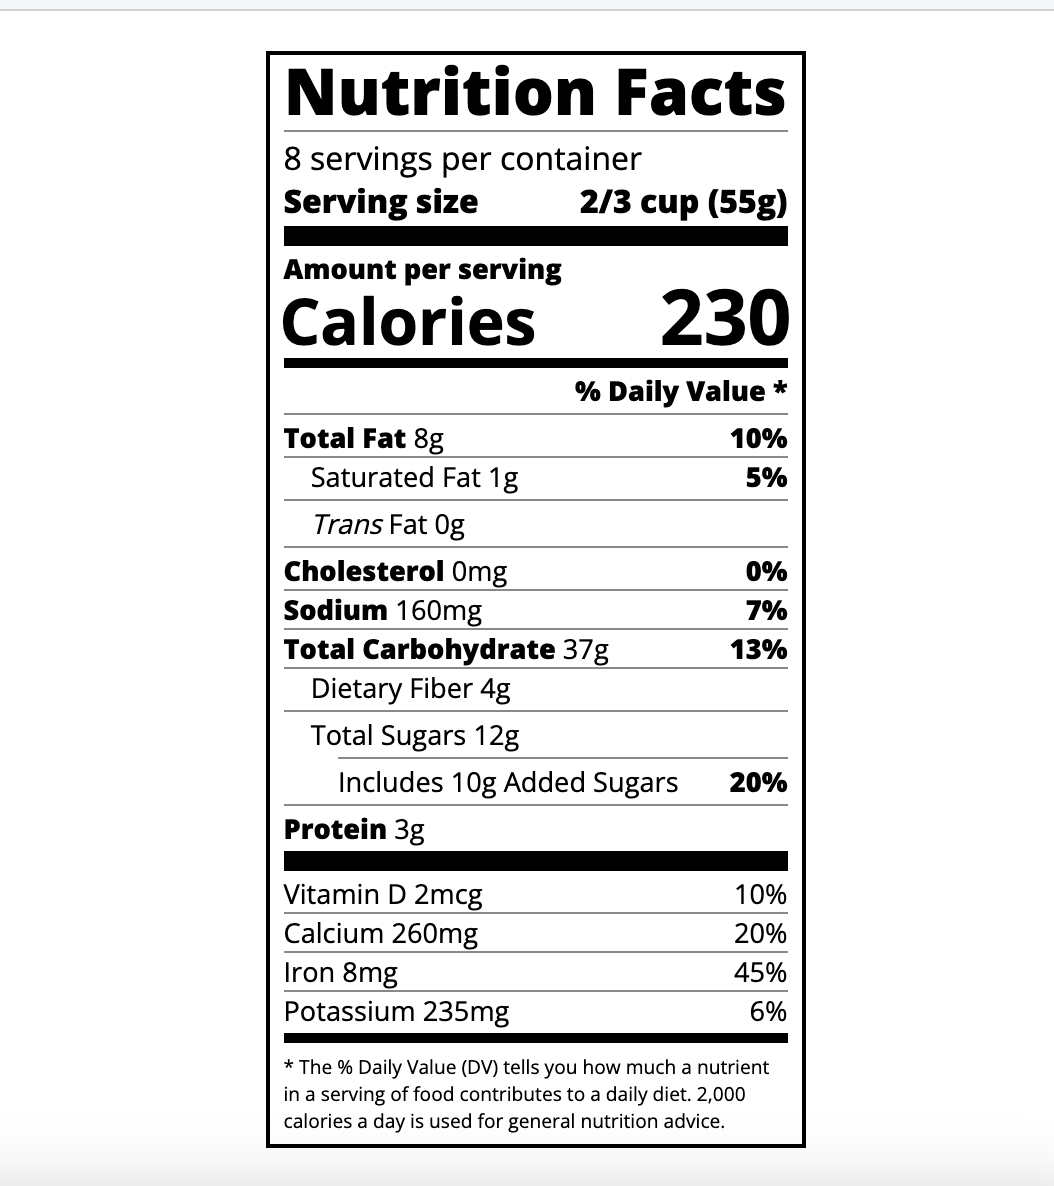 Nutrition Facts
8 servings per container
Serving size 2/3 cup (55g)
Amount per serving
Calories 230
% Daily Value *
Total Fat 8g 10%
Saturated Fat 1g 5%
Trans Fat 0g
Cholesterol 0mg 0%
Sodium 160mg 7%
Total Carbohydrate 37g 13%
Dietary Fiber 4g
Total Sugars 12g
Includes 10g Added Sugars 20%
Protein 3g
Vitamin D 2mcg 10%
Calcium 260mg 20%
Iron 8mg 45%
Potassium 235mg 6%
* The % Daily Value (DV) tells you how much a nutrient
in a serving of food contributes to a daily diet. 2,000
calories a day is used for general nutrition advice.